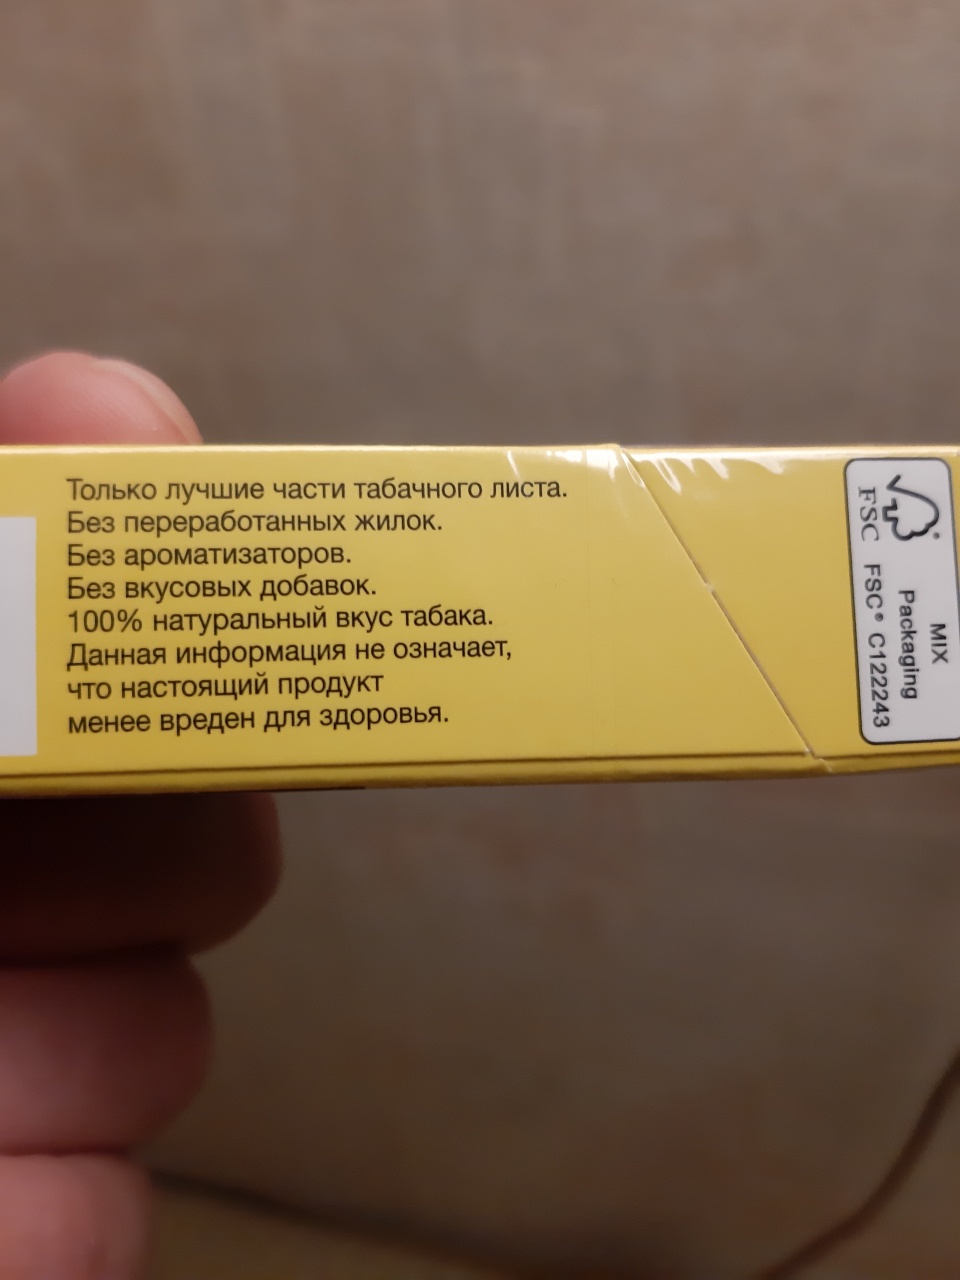 Только лучшие части табачного листа.
Без переработанных жилок.
Без ароматизаторов.
Без вкусовых добавок.
100% натуральный вкус табака.
Данная информация не означает,
что настоящий продукт
менее вреден для здоровья.
FSC
MIX
Packaging
FSC® C122243